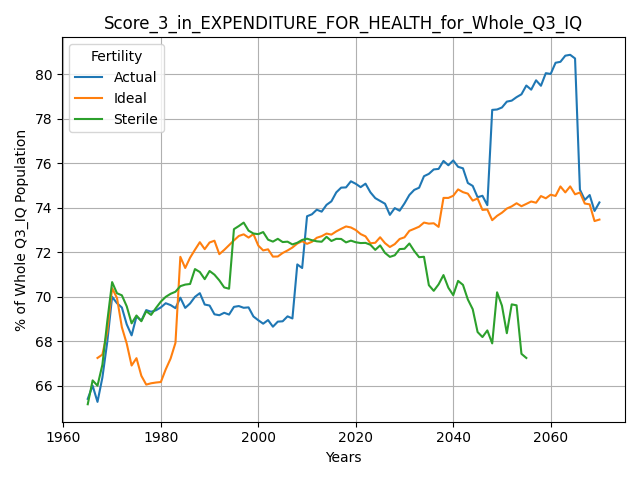 Score_3_in_EXPENDITURE_FOR_HEALTH_for_Whole_Q3_IQ
Fertility
Actual
Ideal
Sterile
% of Whole Q3_IQ Population
80
78
76
74
72
70
68
66
1960
1980
2000
2020
2040
2060
Years